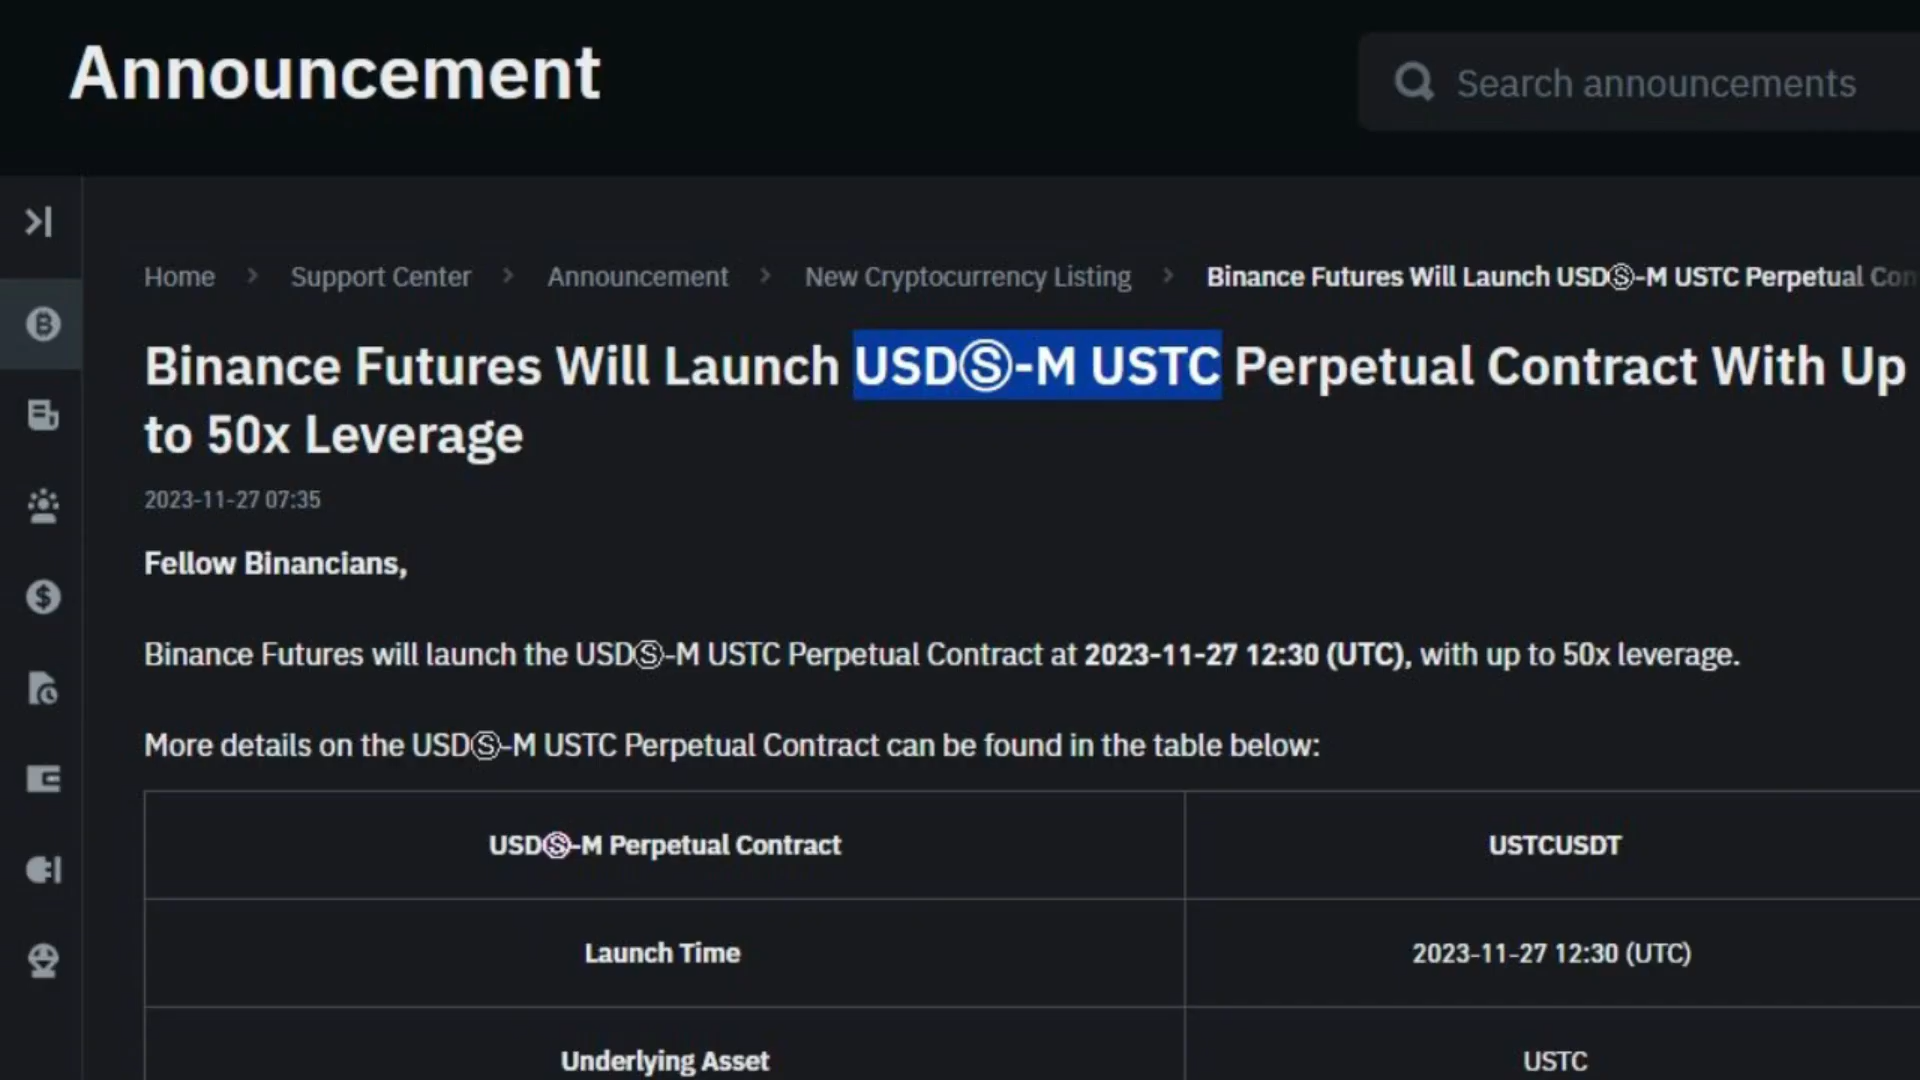 Announcement
Search announcements
Home > Support Center > Announcement > New Cryptocurrency Listing > Binance Futures Will Launch USDⓈ-M USTC Perpetual Con
Binance Futures Will Launch USDⓈ-M USTC Perpetual Contract With Up
to 50x Leverage
2023-11-27 07:35
Fellow Binancians,
Binance Futures will launch the USDⓈ-M USTC Perpetual Contract at 2023-11-27 12:30 (UTC), with up to 50x leverage.
More details on the USDⓈ-M USTC Perpetual Contract can be found in the table below:
USDⓈ-M Perpetual Contract USTCUSDT
Launch Time 2023-11-27 12:30 (UTC)
Underlying Asset USTC